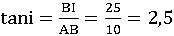 tani = BI/AB = 25/10 = 2,5